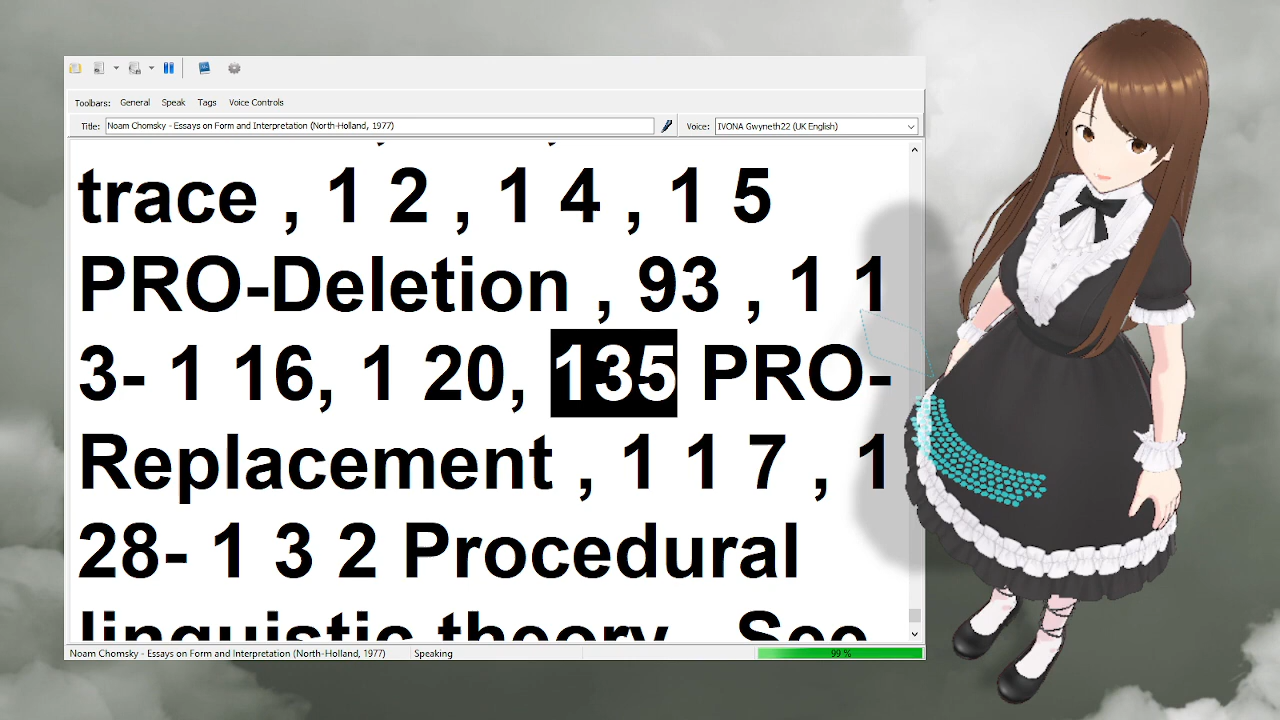 Toolbars: General Speak Tags Voice Controls
Title: Noam Chomsky - Essays on Form and Interpretation (North-Holland, 1977) Voice: IVONA Gwyneth22 (UK English)
trace , 1 2 , 1 4 , 1 5
PRO-Deletion , 93 , 1 1
3- 1 16, 1 20, 135 PRO-
Replacement , 1 1 7 , 1
28- 1 3 2 Procedural
linguistic theory . See
Noam Chomsky - Essays on Form and Interpretation (North-Holland, 1977) Speaking 99 %